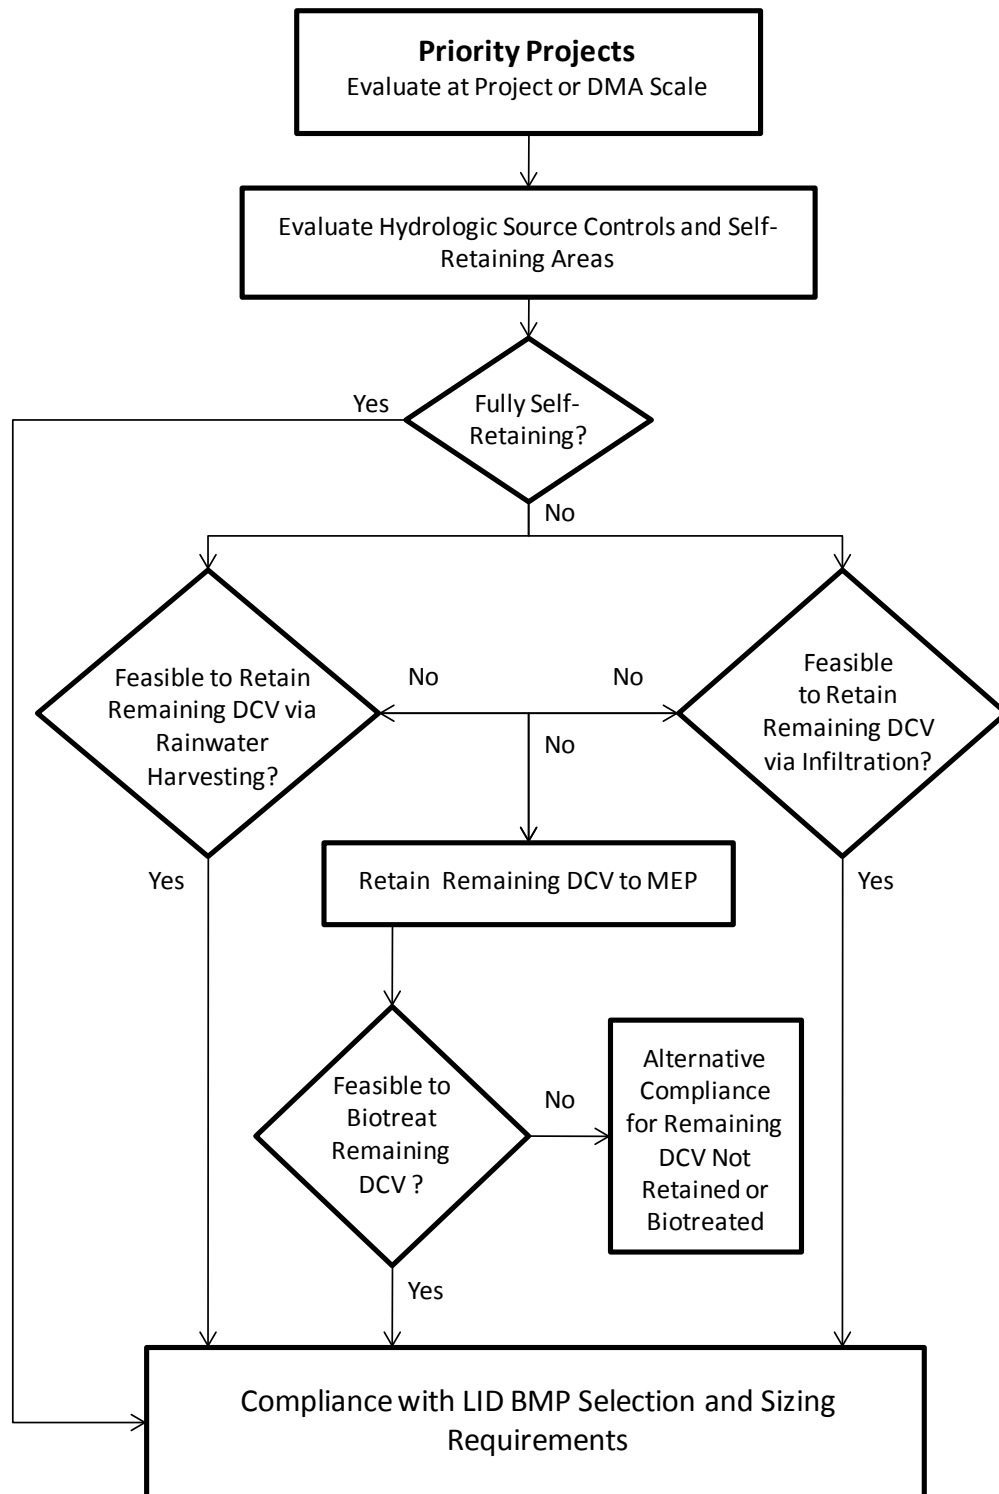 Priority Projects
Evaluate at Project or DMA Scale
Evaluate Hydrologic Source Controls and Self-
Retaining Areas
Yes
Fully Self-
Retaining?
No
Feasible to Retain
Remaining DCV via
Rainwater
Harvesting?
No
No
No
Feasible
to Retain
Remaining DCV
via Infiltration?
Yes
Retain Remaining DCV to MEP
Yes
Feasible to
Biotreat
Remaining
DCV ?
No
Alternative
Compliance
for Remaining
DCV Not
Retained or
Biotreated
Yes
Compliance with LID BMP Selection and Sizing
Requirements